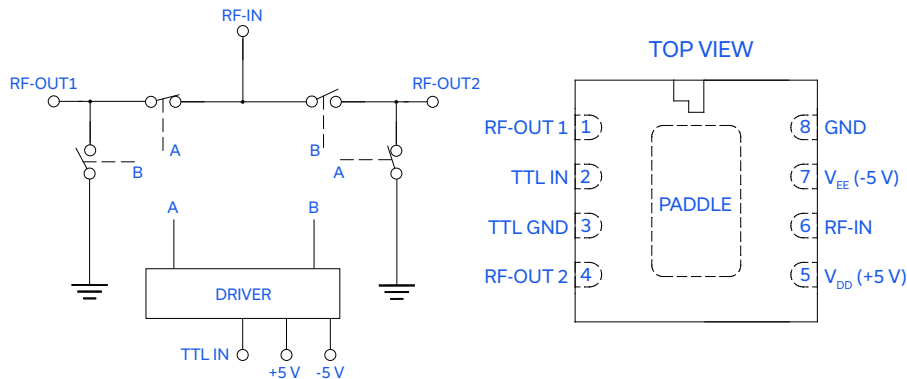 RF-IN
RF-OUT1
RF-OUT2
A
B
B
A
A
B
DRIVER
TTL IN
+5 V
-5 V
TOP VIEW
RF-OUT 1
1
8
GND
TTL IN
2
7
VEE (-5 V)
PADDLE
TTL GND
3
6
RF-IN
RF-OUT 2
4
5
VDD (+5 V)